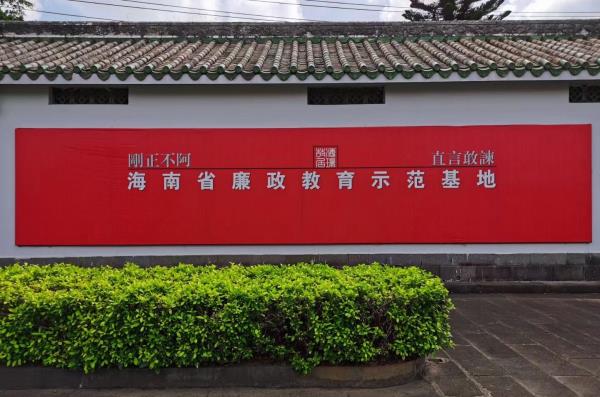 剛正不阿 直言敢諫
海南省廉政教育示范基地